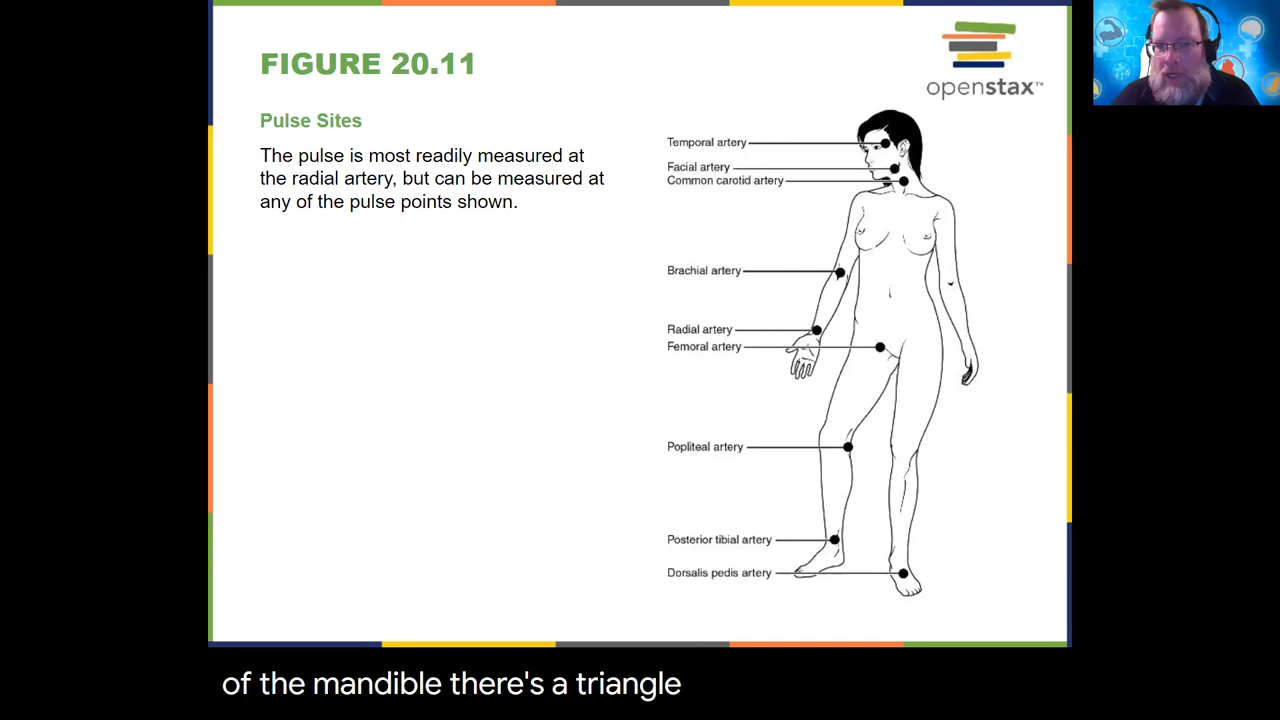 FIGURE 20.11
openstax™
Pulse Sites
The pulse is most readily measured at
the radial artery, but can be measured at
any of the pulse points shown.
Temporal artery
Facial artery
Common carotid artery
Brachial artery
Radial artery
Femoral artery
Popliteal artery
Posterior tibial artery
Dorsalis pedis artery
of the mandible there's a triangle